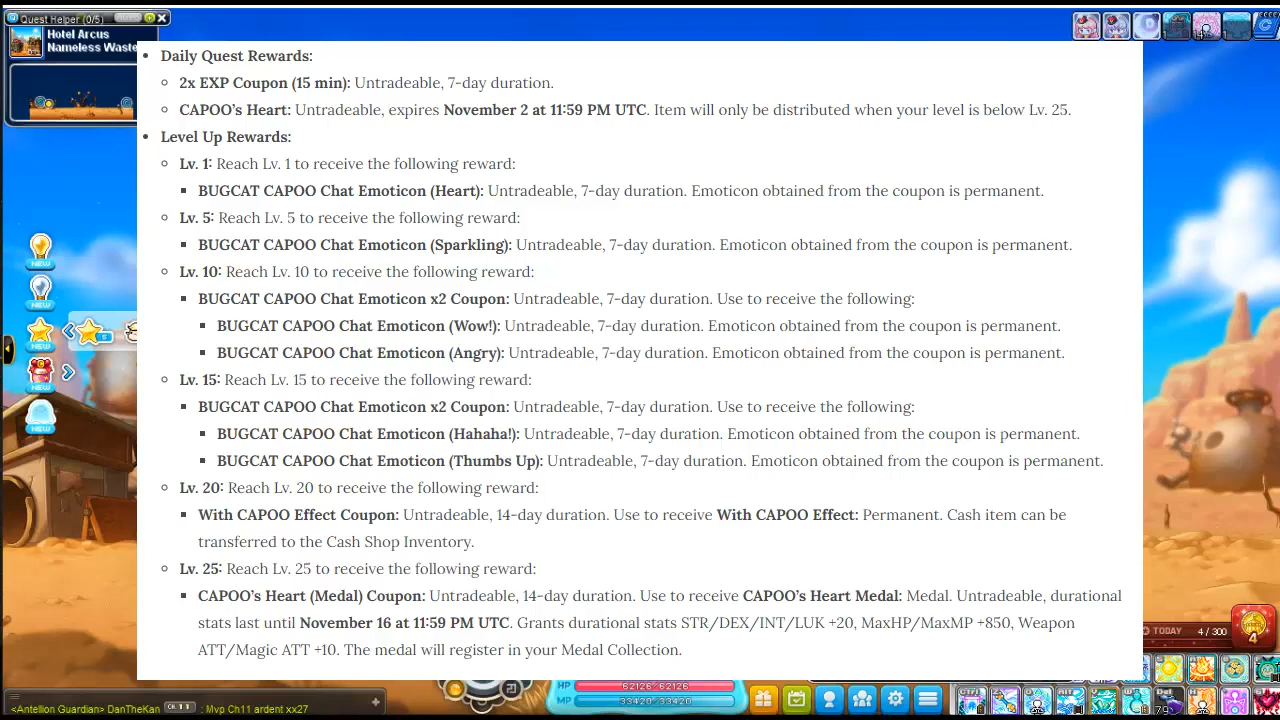 Quest Helper (0/5)
Hotel Arcus
Nameless Waste
Daily Quest Rewards:
2x EXP Coupon (15 min): Untradeable, 7-day duration.
CAPOO's Heart: Untradeable, expires November 2 at 11:59 PM UTC. Item will only be distributed when your level is below Lv. 25.
Level Up Rewards:
Lv. 1: Reach Lv. 1 to receive the following reward:
BUGCAT CAPOO Chat Emoticon (Heart): Untradeable, 7-day duration. Emoticon obtained from the coupon is permanent.
Lv. 5: Reach Lv. 5 to receive the following reward:
BUGCAT CAPOO Chat Emoticon (Sparkling): Untradeable, 7-day duration. Emoticon obtained from the coupon is permanent.
Lv. 10: Reach Lv. 10 to receive the following reward:
BUGCAT CAPOO Chat Emoticon x2 Coupon: Untradeable, 7-day duration. Use to receive the following:
BUGCAT CAPOO Chat Emoticon (Wow!): Untradeable, 7-day duration. Emoticon obtained from the coupon is permanent.
BUGCAT CAPOO Chat Emoticon (Angry): Untradeable, 7-day duration. Emoticon obtained from the coupon is permanent.
Lv. 15: Reach Lv. 15 to receive the following reward:
BUGCAT CAPOO Chat Emoticon x2 Coupon: Untradeable, 7-day duration. Use to receive the following:
BUGCAT CAPOO Chat Emoticon (Hahaha!): Untradeable, 7-day duration. Emoticon obtained from the coupon is permanent.
BUGCAT CAPOO Chat Emoticon (Thumbs Up): Untradeable, 7-day duration. Emoticon obtained from the coupon is permanent.
Lv. 20: Reach Lv. 20 to receive the following reward:
With CAPOO Effect Coupon: Untradeable, 14-day duration. Use to receive With CAPOO Effect: Permanent. Cash item can be
transferred to the Cash Shop Inventory.
Lv. 25: Reach Lv. 25 to receive the following reward:
CAPOO's Heart (Medal) Coupon: Untradeable, 14-day duration. Use to receive CAPOO's Heart Medal: Medal. Untradeable, durational
stats last until November 16 at 11:59 PM UTC. Grants durational stats STR/DEX/INT/LUK +20, MaxHP/MaxMP +850, Weapon
ATT/Magic ATT +10. The medal will register in your Medal Collection.
NEW
NEW
NEW
NEW
NEW
TODAY 4 / 300
4
HP 62126/62126
MP 33420/33420
<Antellion Guardian> DanTheKan CH.11 : Mvp Ch11 ardent xx27